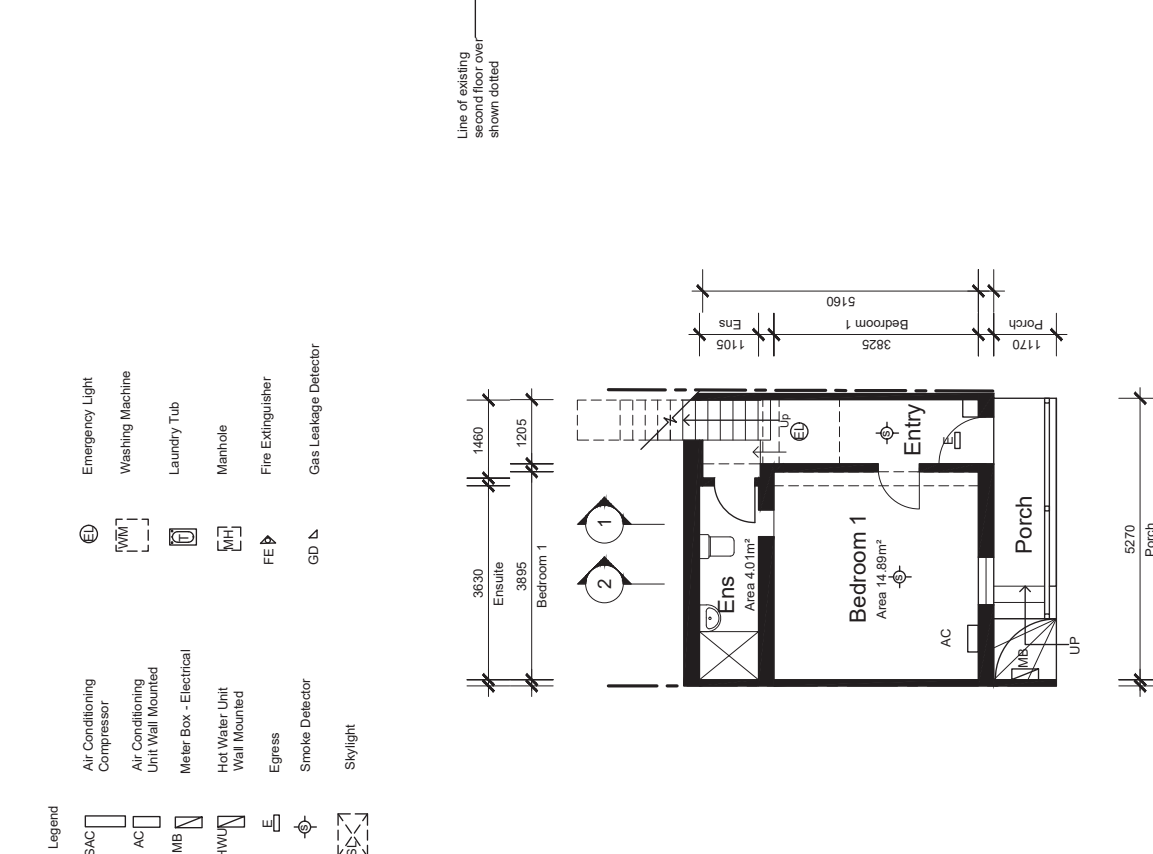 Line of existing
second floor over
shown dotted
Legend
SAC
Air Conditioning
Compressor
AC
Air Conditioning
Unit Wall Mounted
MB
Meter Box - Electrical
HWU
Hot Water Unit
Wall Mounted
E
Egress
S
Smoke Detector
Skylight
EL
Emergency Light
WM
Washing Machine
T
Laundry Tub
MH
Manhole
FE
Fire Extinguisher
GD
Gas Leakage Detector
3630
1460
Ensuite
3895
1205
Bedroom 1
1
2
5160
Ens
Bedroom 1
Porch
1105
3825
1170
Up
EL
S
Entry
E
Ens
Area 4.01m²
Bedroom 1
Area 14.89m²
S
AC
Porch
MB
UP
5270
Porch